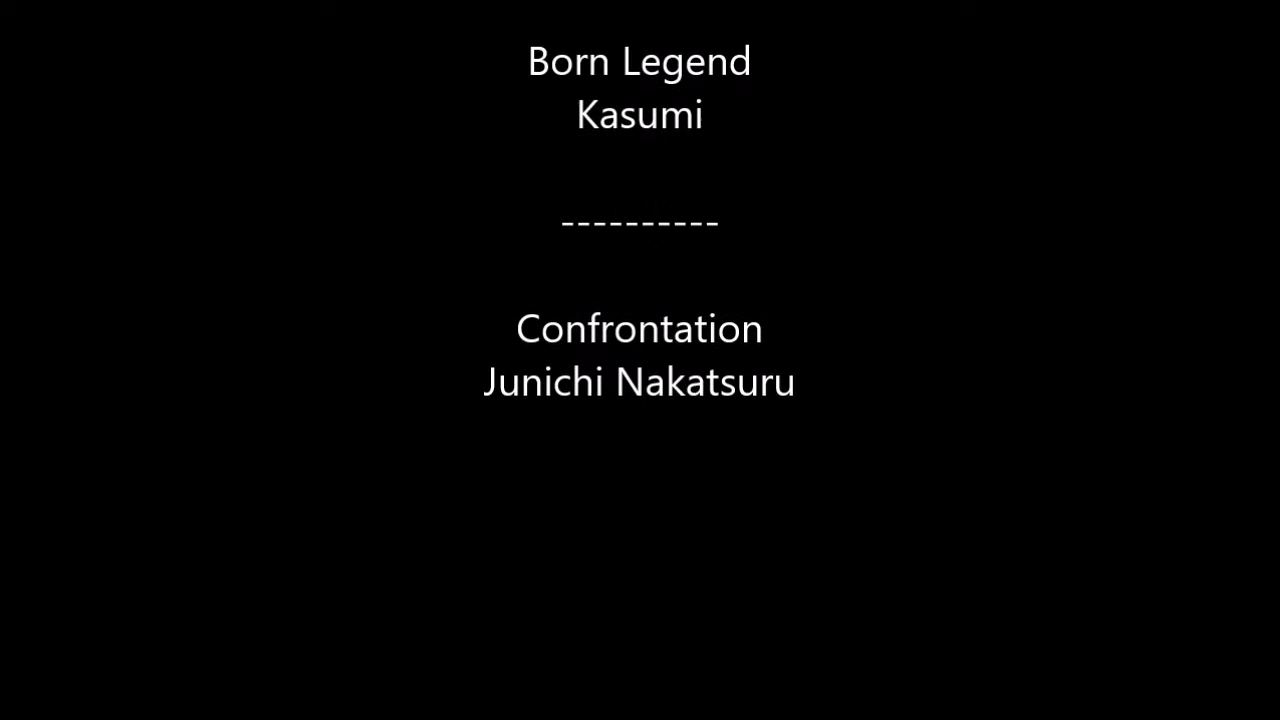 Born Legend
Kasumi
----------
Confrontation
Junichi Nakatsuru